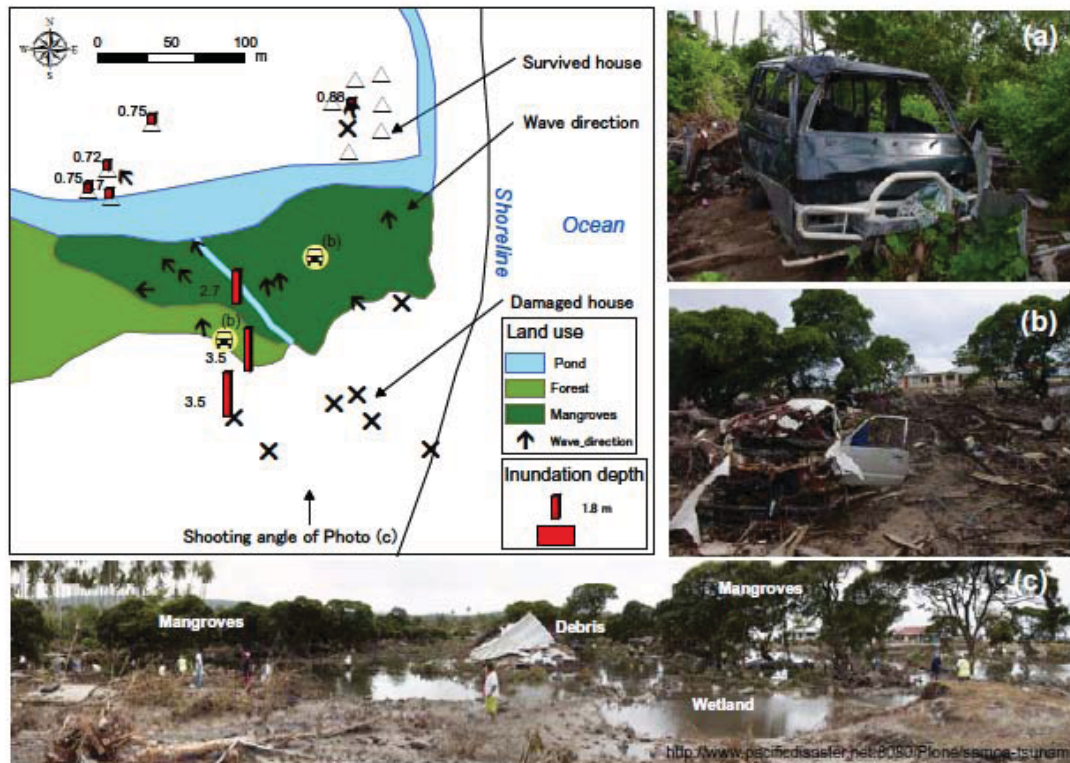 N
W E
S
0 50 100
m
Survived house
Wave direction
0.88
0.75
0.72
0.75
.7
Shoreline
Ocean
(b)
2.7
Damaged house
(b)
3.5
3.5
Land use
Pond
Forest
Mangroves
Wave_direction
Inundation depth
1.8 m
Shooting angle of Photo (c)
(a)
(b)
(c)
Mangroves
Debris
Mangroves
Wetland
http://www.pacificdisaster.net:8080/Plone/samoa-tsunam